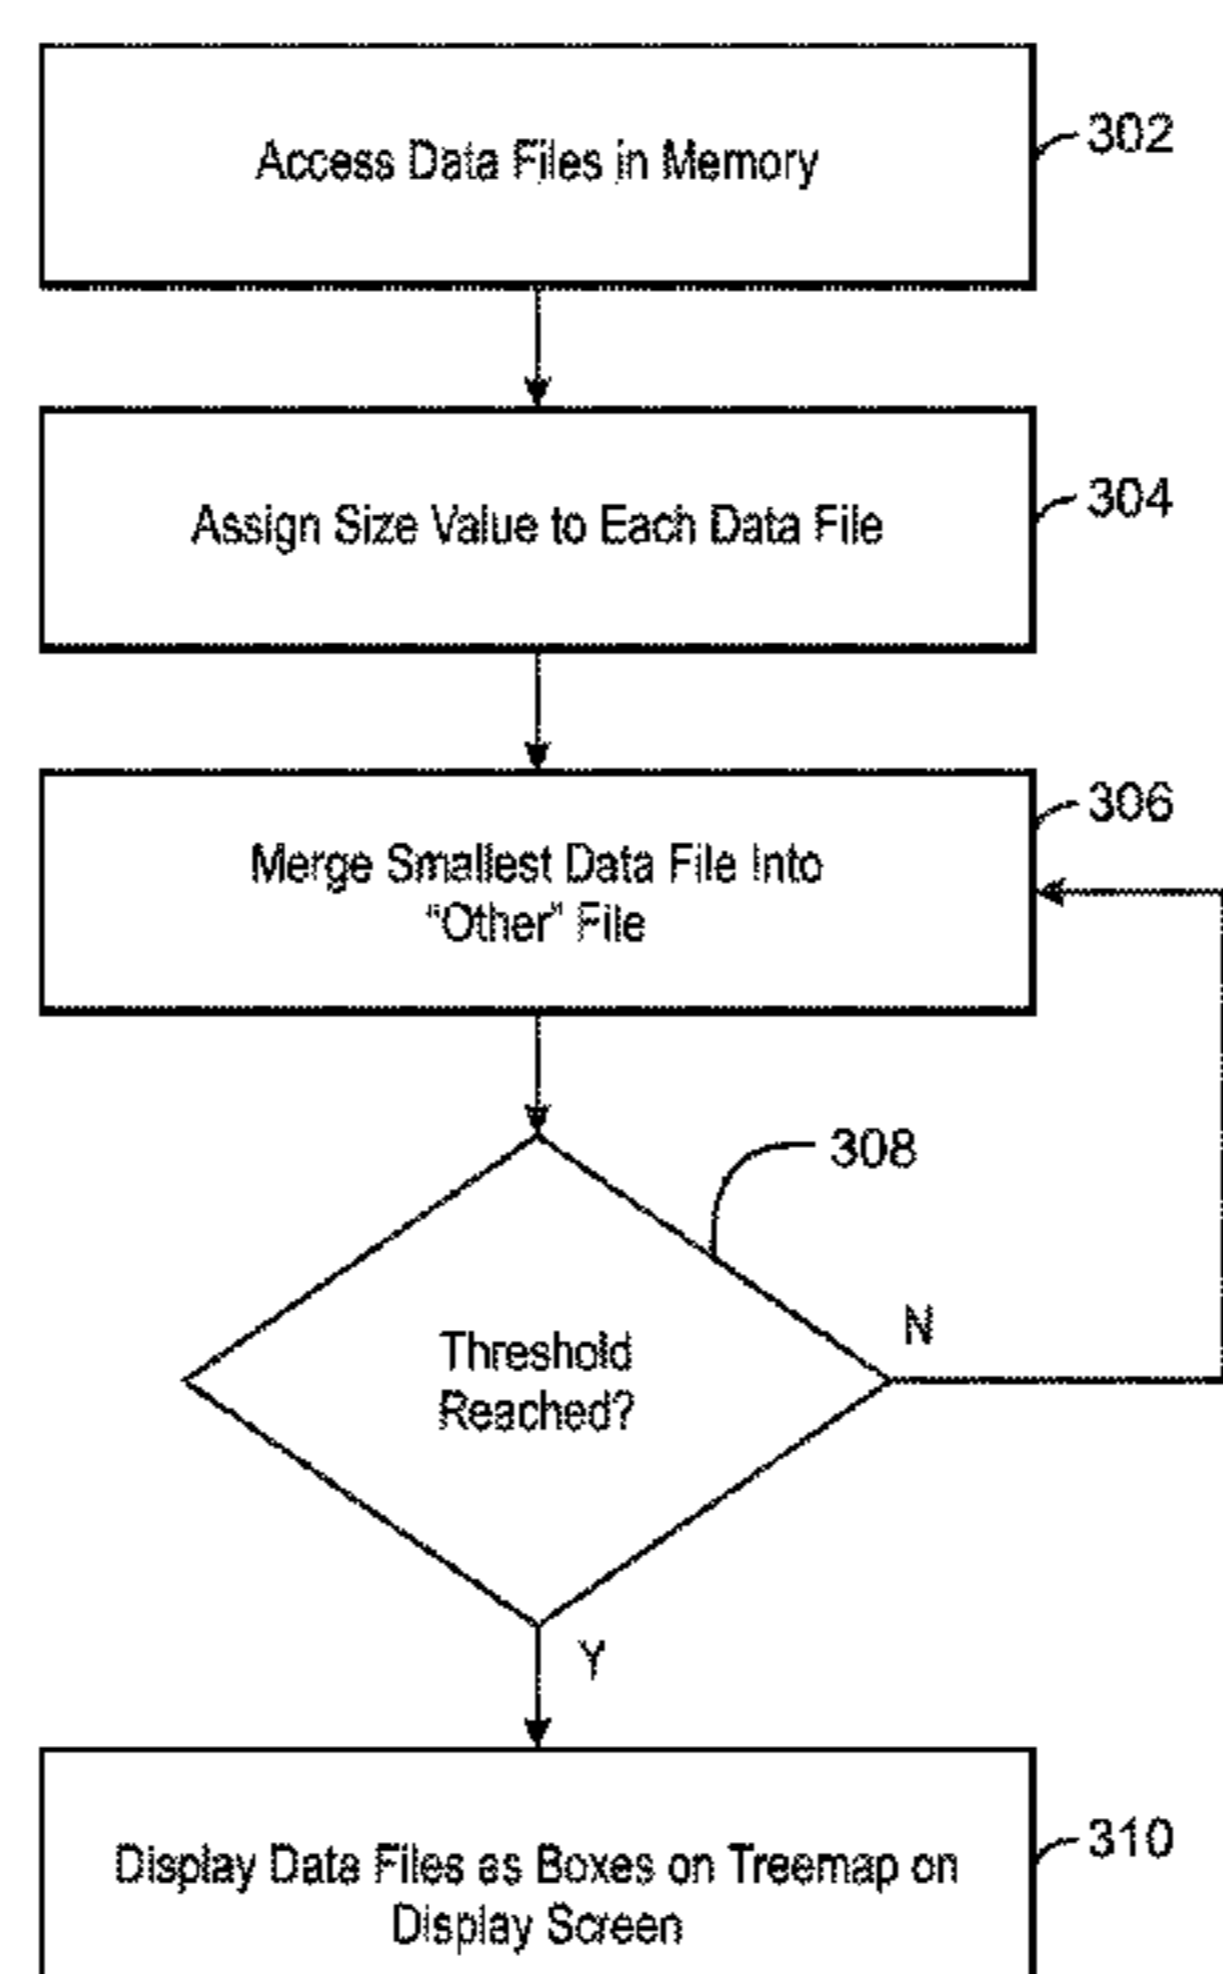 Access Data Files in Memory
302
Assign Size Value to Each Data File
304
306
Merge Smallest Data File Into
"Other" File
308
N
Threshold
Reached?
Y
310
Display Data Files as Boxes on Treemap on
Display Screen